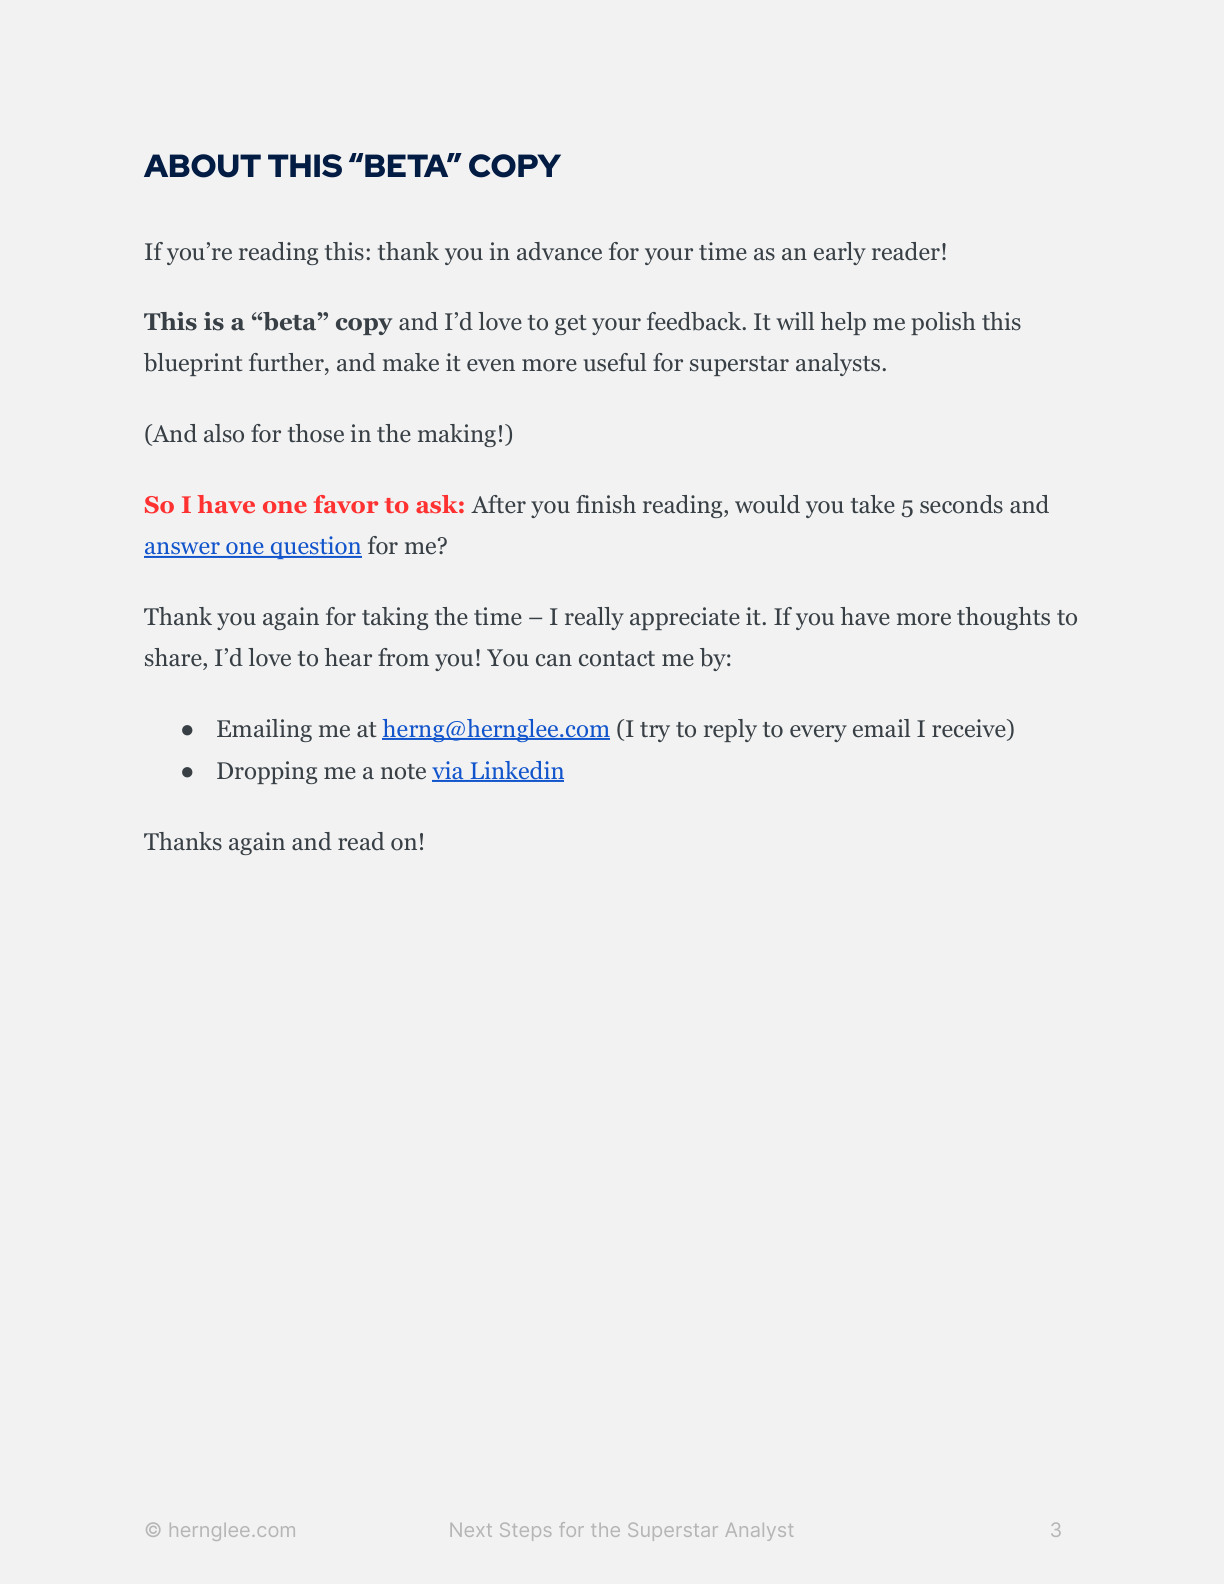 ABOUT THIS “BETA” COPY
If you’re reading this: thank you in advance for your time as an early reader!
This is a “beta” copy and I’d love to get your feedback. It will help me polish this
blueprint further, and make it even more useful for superstar analysts.
(And also for those in the making!)
So I have one favor to ask: After you finish reading, would you take 5 seconds and
answer one question for me?
Thank you again for taking the time – I really appreciate it. If you have more thoughts to
share, I’d love to hear from you! You can contact me by:
● Emailing me at herng@hernglee.com (I try to reply to every email I receive)
● Dropping me a note via Linkedin
Thanks again and read on!
© hernglee.com Next Steps for the Superstar Analyst 3